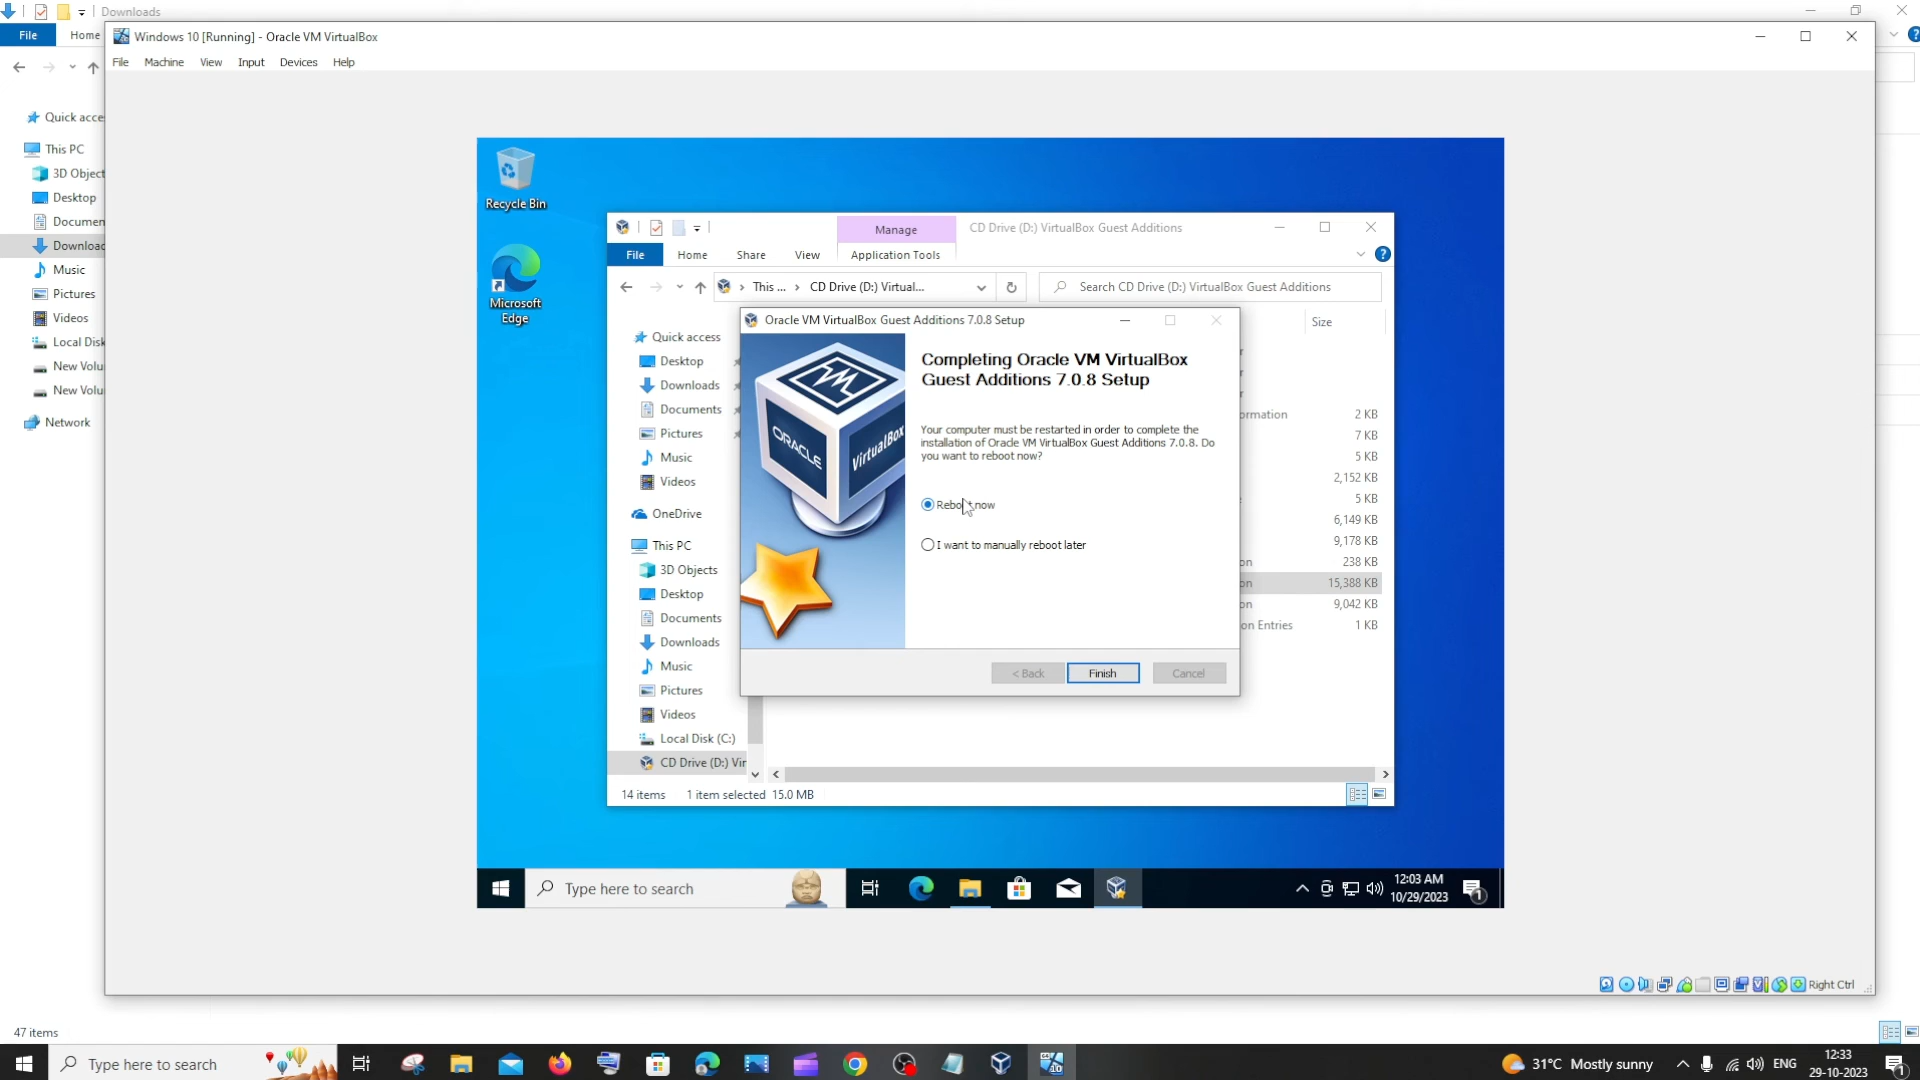 Downloads
File
Home
Windows 10 [Running] - Oracle VM VirtualBox
File Machine View Input Devices Help
Quick acce
This PC
3D Object
Desktop
Documen
Downloac
Music
Pictures
Videos
Local Disk
New Volu
New Volu
Network
Recycle Bin
Microsoft
Edge
Manage
CD Drive (D:) VirtualBox Guest Additions
File Home Share View Application Tools
This ... › CD Drive (D:) Virtual...
Search CD Drive (D:) VirtualBox Guest Additions
Size
Quick access
Desktop
Downloads
Documents
Pictures
Music
Videos
OneDrive
This PC
3D Objects
Desktop
Documents
Downloads
Music
Pictures
Videos
Local Disk (C:)
CD Drive (D:) Vir
Oracle VM VirtualBox Guest Additions 7.0.8 Setup
ORACLE
VirtualBox
Completing Oracle VM VirtualBox
Guest Additions 7.0.8 Setup
Your computer must be restarted in order to complete the
installation of Oracle VM VirtualBox Guest Additions 7.0.8. Do
you want to reboot now?
Reboot now
I want to manually reboot later
< Back
Finish
Cancel
ormation 2 KB
7 KB
5 KB
2,152 KB
5 KB
6,149 KB
9,178 KB
on 238 KB
on 15,388 KB
on 9,042 KB
on Entries 1 KB
14 items 1 item selected 15.0 MB
Type here to search
12:03 AM
10/29/2023
1
Right Ctrl
47 items
Type here to search
64
10
31°C Mostly sunny
ENG
12:33
29-10-2023
1